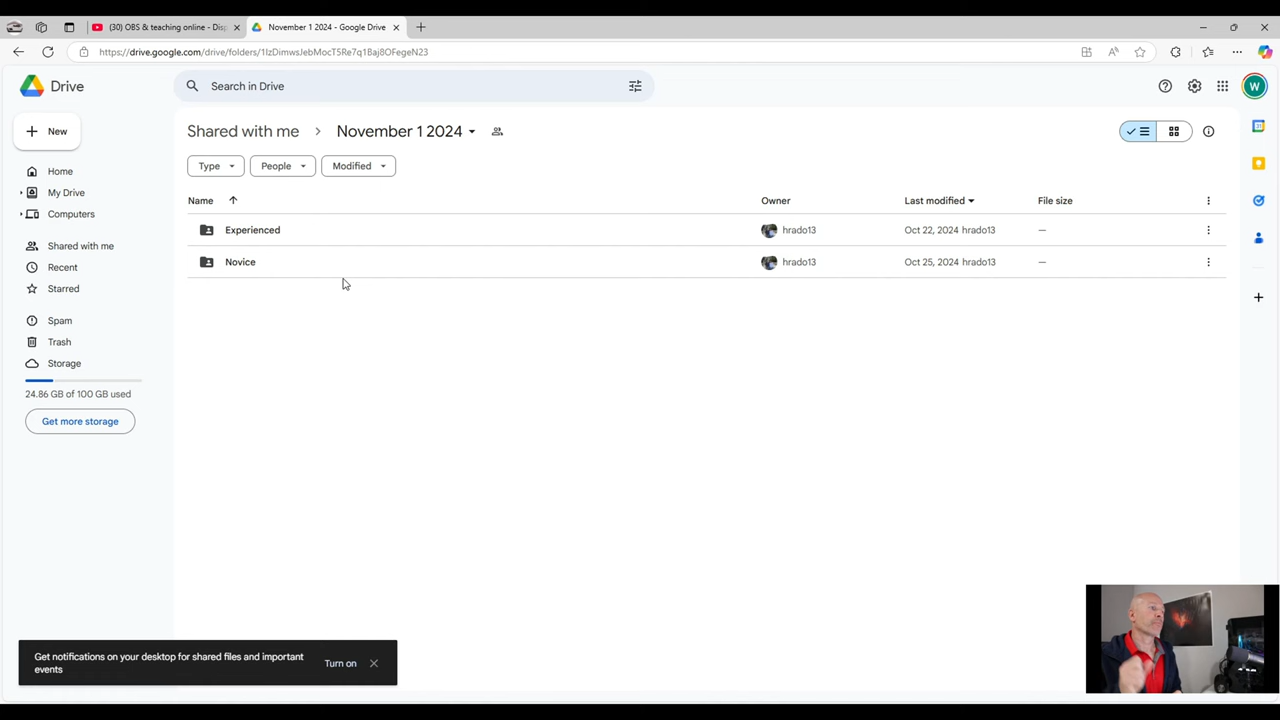 (30) OBS & teaching online - Disp
November 1 2024 - Google Drive
https://drive.google.com/drive/folders/1IzDimwsJebMocT5Re7q1Baj8OFegeN23
Drive
Search in Drive
W
New
Shared with me
November 1 2024
Type
People
Modified
Home
My Drive
Computers
Shared with me
Recent
Starred
Spam
Trash
Storage
24.86 GB of 100 GB used
Get more storage
Name
Owner
Last modified
File size
Experienced
hrado13
Oct 22, 2024 hrado13
—
Novice
hrado13
Oct 25, 2024 hrado13
—
Get notifications on your desktop for shared files and important
events
Turn on